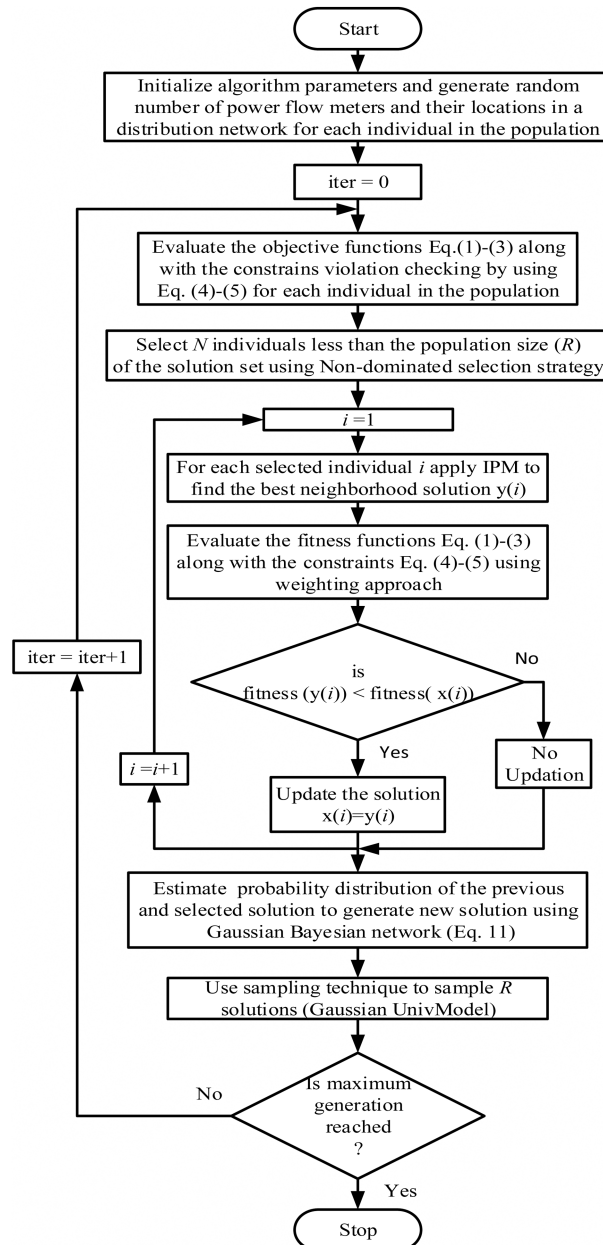 Start
Initialize algorithm parameters and generate random
number of power flow meters and their locations in a
distribution network for each individual in the population
iter = 0
Evaluate the objective functions Eq.(1)-(3) along
with the constrains violation checking by using
Eq. (4)-(5) for each individual in the population
Select N individuals less than the population size (R)
of the solution set using Non-dominated selection strategy
i =1
For each selected individual i apply IPM to
find the best neighborhood solution y(i)
Evaluate the fitness functions Eq. (1)-(3)
along with the constraints Eq. (4)-(5) using
weighting approach
iter = iter+1
is
fitness (y(i)) < fitness( x(i))
No
Yes
i =i+1
No
Updation
Update the solution
x(i)=y(i)
Estimate probability distribution of the previous
and selected solution to generate new solution using
Gaussian Bayesian network (Eq. 11)
Use sampling technique to sample R
solutions (Gaussian UnivModel)
No
Is maximum
generation
reached
?
Yes
Stop